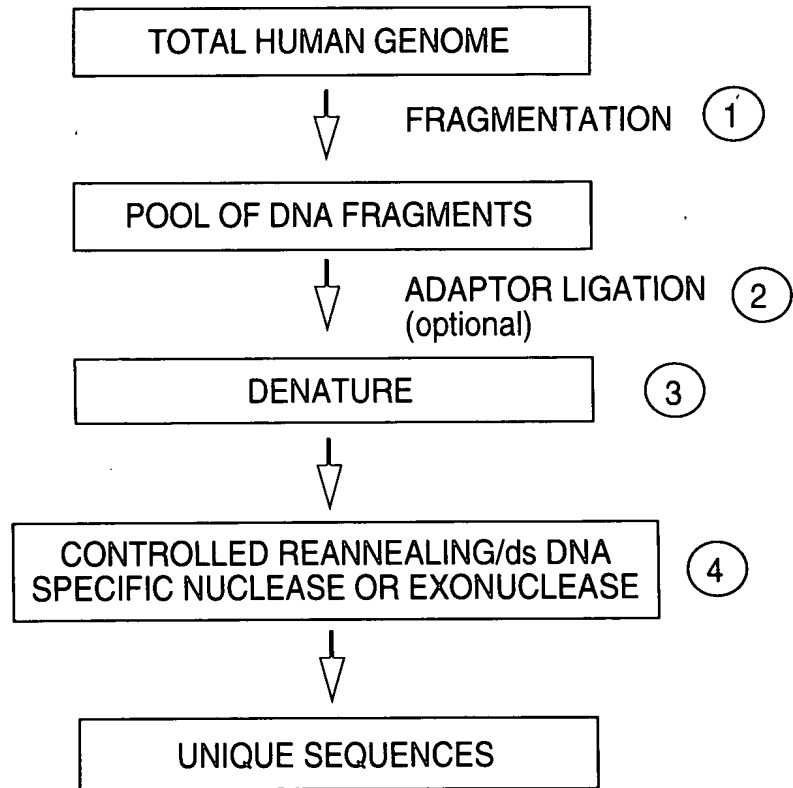 TOTAL HUMAN GENOME
FRAGMENTATION 1
POOL OF DNA FRAGMENTS
ADAPTOR LIGATION 2
(optional)
DENATURE 3
CONTROLLED REANNEALING/ds DNA
SPECIFIC NUCLEASE OR EXONUCLEASE 4
UNIQUE SEQUENCES